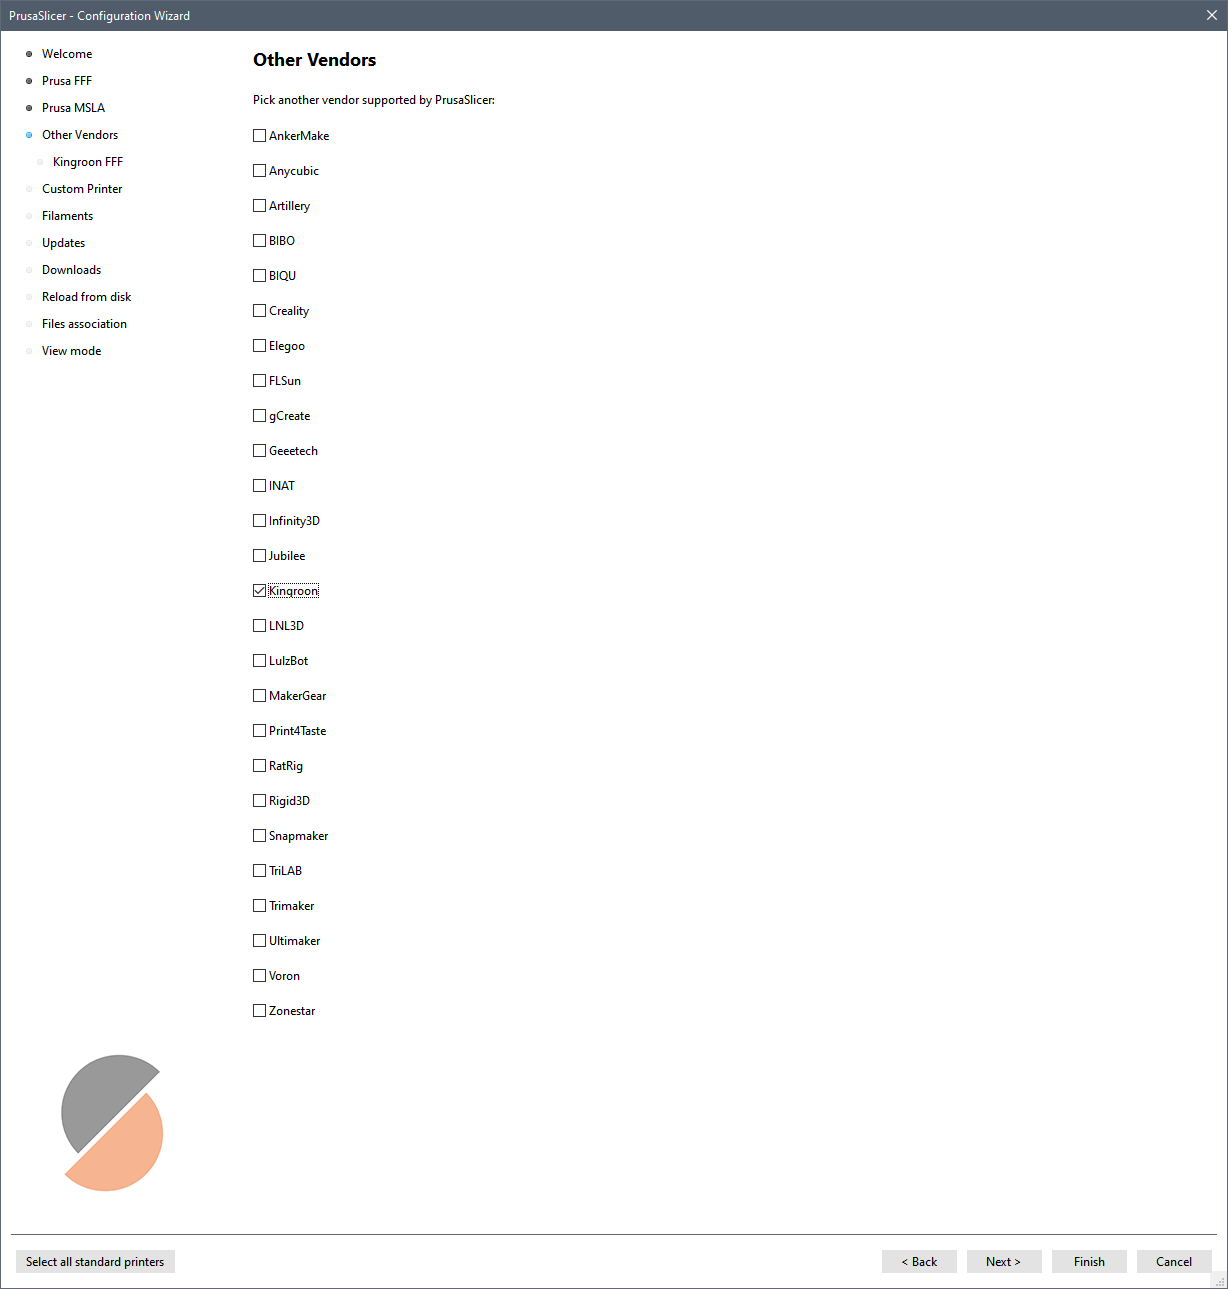 PrusaSlicer - Configuration Wizard
Welcome
Prusa FFF
Prusa MSLA
Other Vendors
Kingroon FFF
Custom Printer
Filaments
Updates
Downloads
Reload from disk
Files association
View mode
Other Vendors
Pick another vendor supported by PrusaSlicer:
AnkerMake
Anycubic
Artillery
BIBO
BIQU
Creality
Elegoo
FLSun
gCreate
Geeetech
INAT
Infinity3D
Jubilee
Kingroon
LNL3D
LulzBot
MakerGear
Print4Taste
RatRig
Rigid3D
Snapmaker
TriLAB
Trimaker
Ultimaker
Voron
Zonestar
Select all standard printers
< Back
Next >
Finish
Cancel